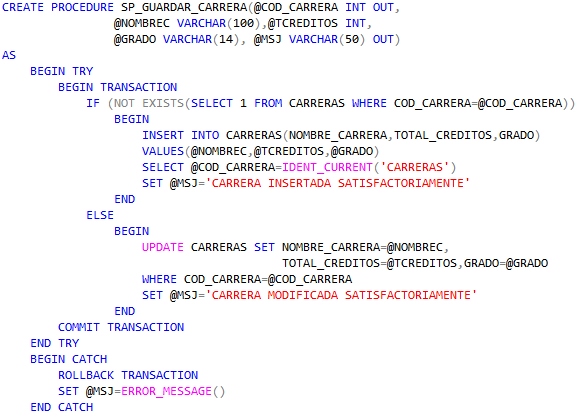 CREATE PROCEDURE SP_GUARDAR_CARRERA(@COD_CARRERA INT OUT,
@NOMBREC VARCHAR(100),@TCREDITOS INT,
@GRADO VARCHAR(14), @MSJ VARCHAR(50) OUT)
AS
BEGIN TRY
BEGIN TRANSACTION
IF (NOT EXISTS(SELECT 1 FROM CARRERAS WHERE COD_CARRERA=@COD_CARRERA))
BEGIN
INSERT INTO CARRERAS(NOMBRE_CARRERA,TOTAL_CREDITOS,GRADO)
VALUES(@NOMBREC,@TCREDITOS,@GRADO)
SELECT @COD_CARRERA=IDENT_CURRENT('CARRERAS')
SET @MSJ='CARRERA INSERTADA SATISFACTORIAMENTE'
END
ELSE
BEGIN
UPDATE CARRERAS SET NOMBRE_CARRERA=@NOMBREC,
TOTAL_CREDITOS=@TCREDITOS,GRADO=@GRADO
WHERE COD_CARRERA=@COD_CARRERA
SET @MSJ='CARRERA MODIFICADA SATISFACTORIAMENTE'
END
COMMIT TRANSACTION
END TRY
BEGIN CATCH
ROLLBACK TRANSACTION
SET @MSJ=ERROR_MESSAGE()
END CATCH